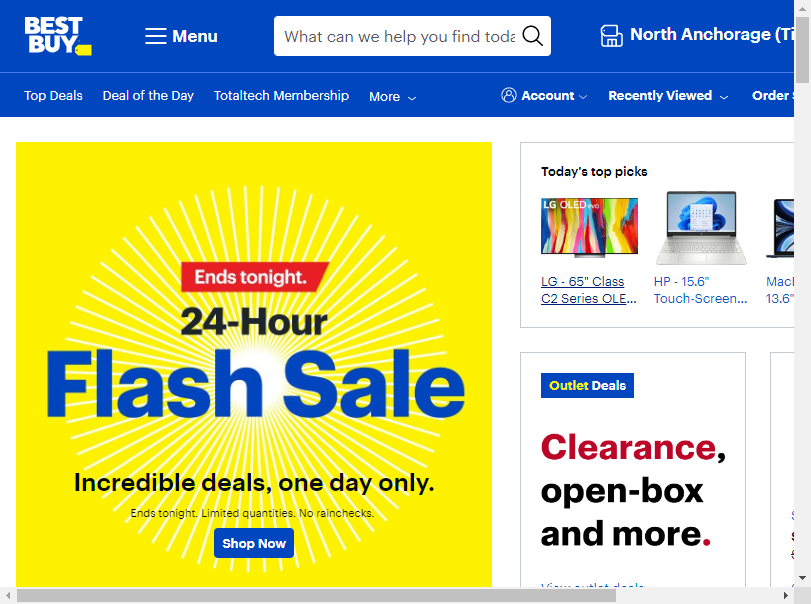 BEST BUY
Menu
What can we help you find toda
North Anchorage (Ti
Top Deals
Deal of the Day
Totaltech Membership
More
Account
Recently Viewed
Order
Ends tonight.
24-Hour
Flash Sale
Incredible deals, one day only.
Ends tonight. Limited quantities. No rainchecks.
Shop Now
Today's top picks
LG OLED evo
LG - 65" Class
C2 Series OLE...
HP - 15.6"
Touch-Screen...
Mac
13.6"
Outlet Deals
Clearance,
open-box
and more.
View outlet deals